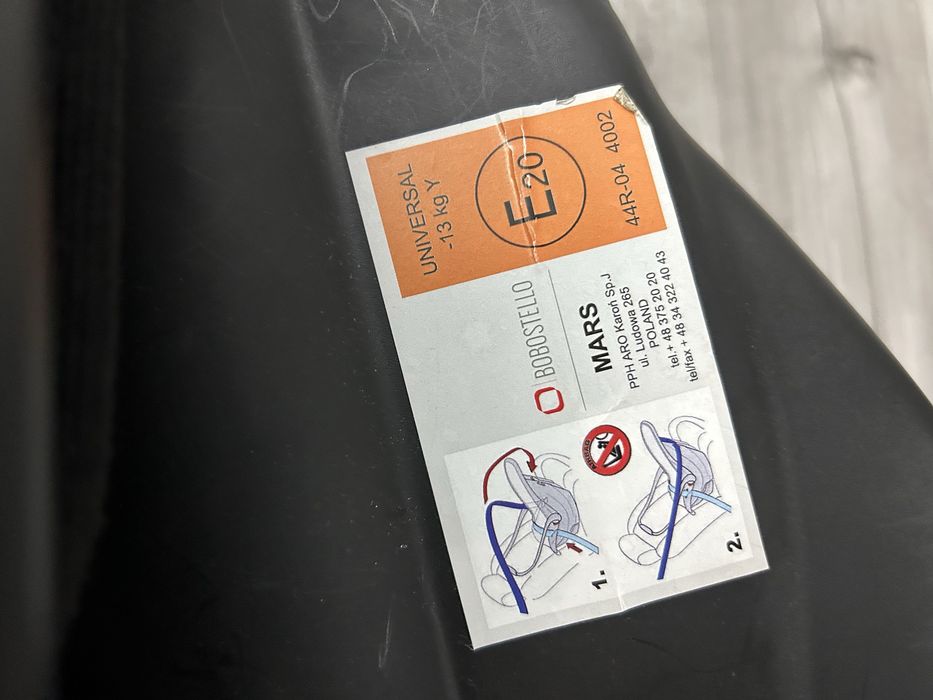 UNIVERSAL
-13 kg Y
E20
44R-04 4002
BOBOSTELLO
MARS
PPH ARO Karoń Sp.J
ul. Ludowa 265
POLAND
tel.+ 48 375 20 20
tel/fax + 48 34 322 40 43
AIRBAG
1.
2.